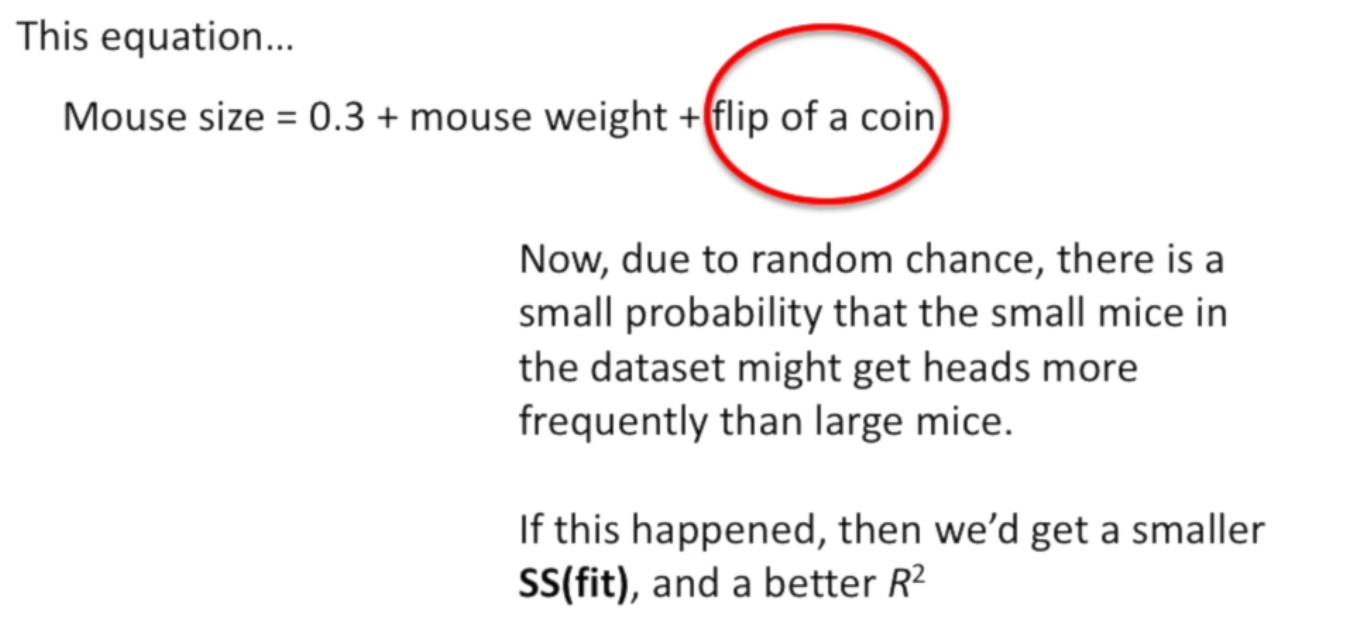 This equation...
Mouse size = 0.3 + mouse weight + flip of a coin
Now, due to random chance, there is a
small probability that the small mice in
the dataset might get heads more
frequently than large mice.
If this happened, then we’d get a smaller
SS(fit), and a better R²